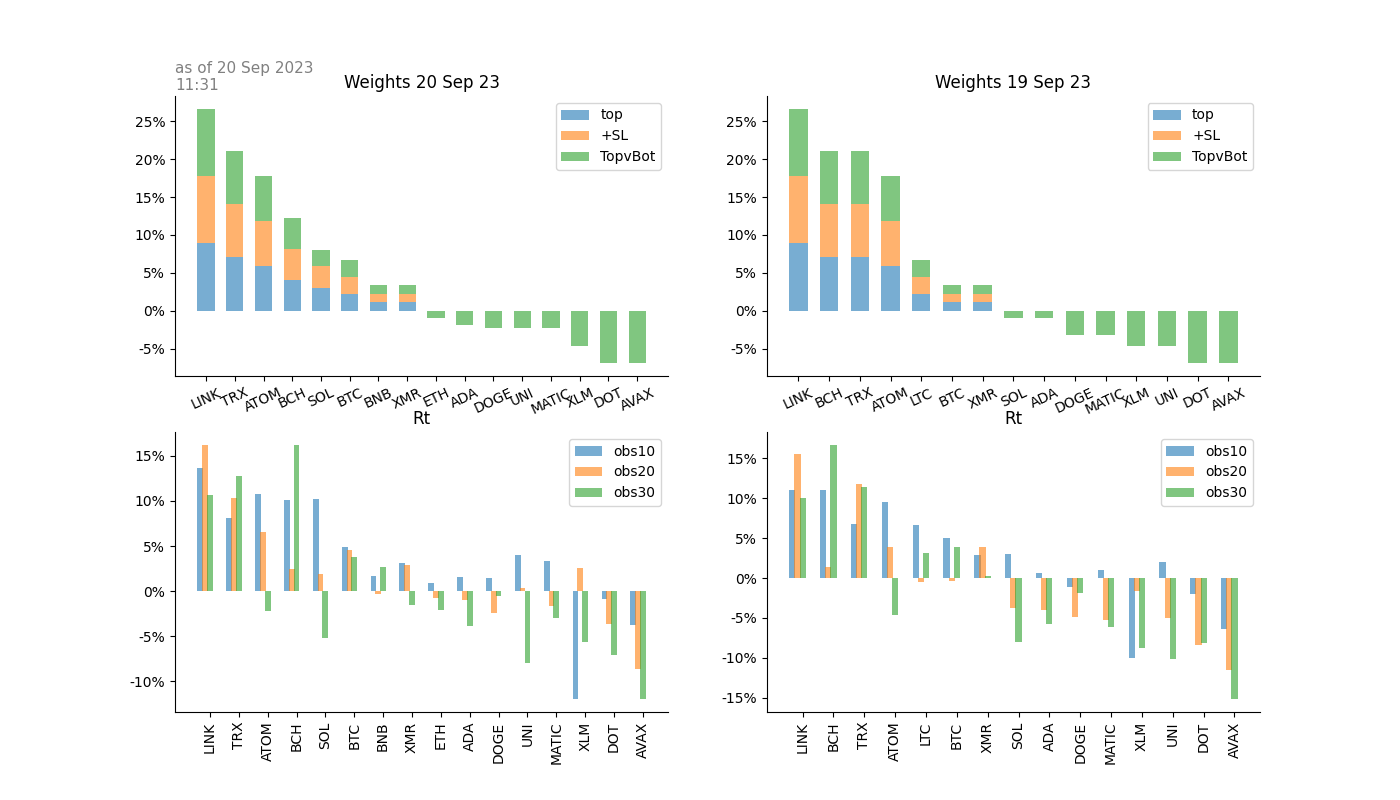 as of 20 Sep 2023
11:31
Weights 20 Sep 23
25%
20%
15%
10%
5%
0%
-5%
top
+SL
TopvBot
LINK TRX ATOM BCH SOL BTC BNB XMR ETH ADA DOGE UNI MATIC XLM DOT AVAX
Weights 19 Sep 23
25%
20%
15%
10%
5%
0%
-5%
top
+SL
TopvBot
LINK BCH TRX ATOM LTC BTC XMR SOL ADA DOGE MATIC XLM UNI DOT AVAX
Rt
15%
10%
5%
0%
-5%
-10%
obs10
obs20
obs30
LINK TRX ATOM BCH SOL BTC BNB XMR ETH ADA DOGE UNI MATIC XLM DOT AVAX
Rt
15%
10%
5%
0%
-5%
-10%
-15%
obs10
obs20
obs30
LINK BCH TRX ATOM LTC BTC XMR SOL ADA DOGE MATIC XLM UNI DOT AVAX